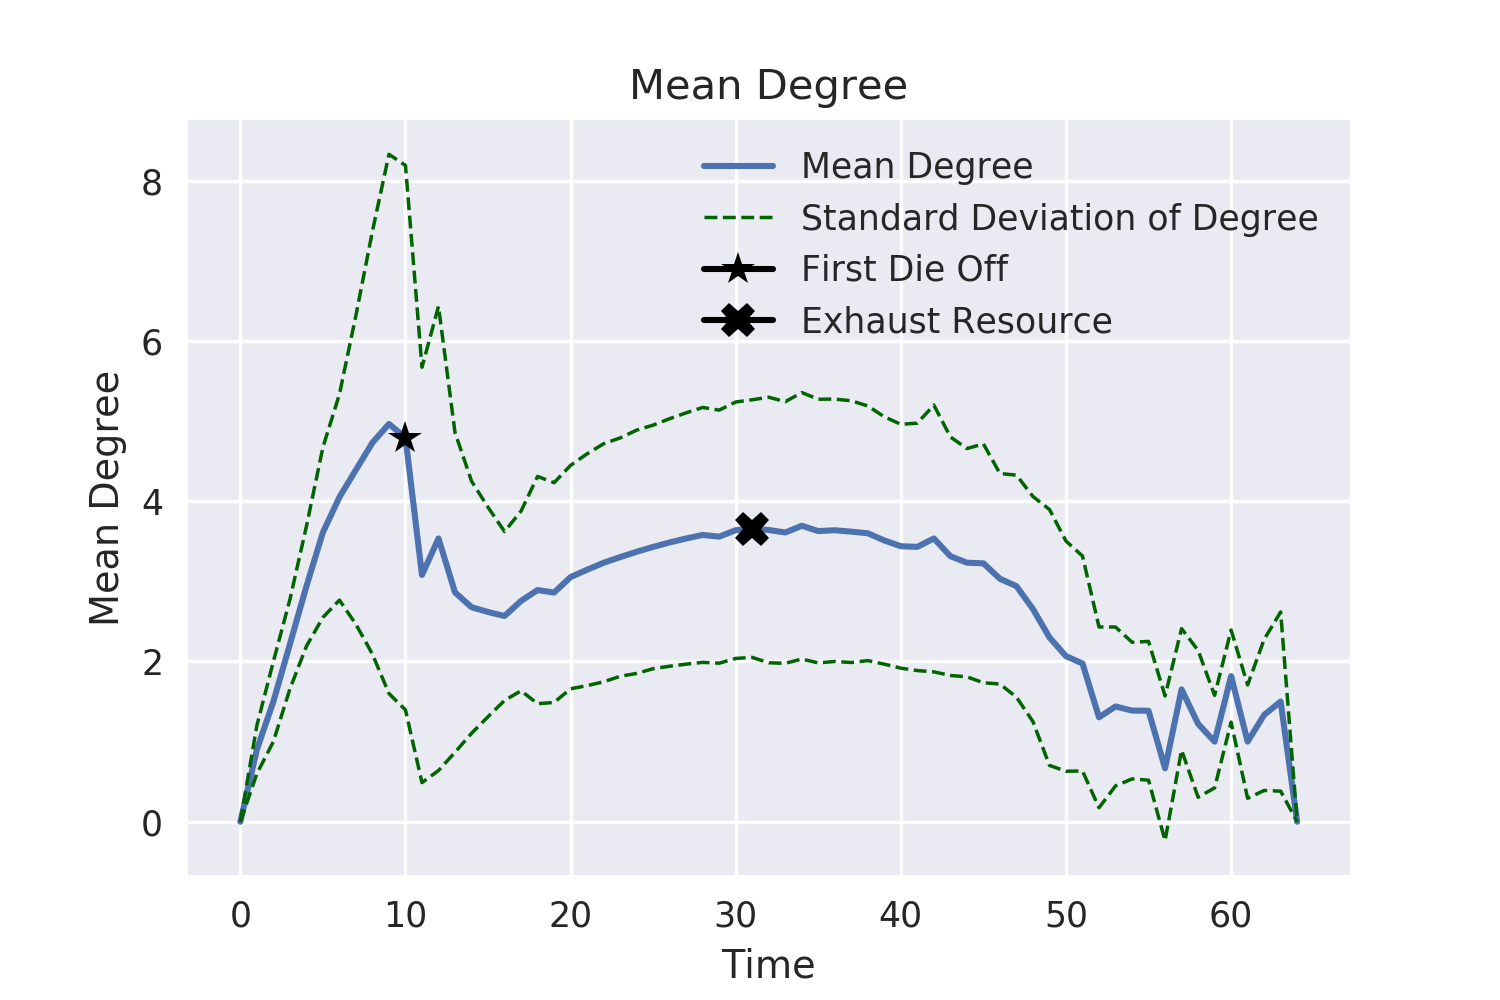 Mean Degree
Mean Degree
Standard Deviation of Degree
First Die Off
Exhaust Resource
Mean Degree
8
6
4
2
0
0 10 20 30 40 50 60
Time